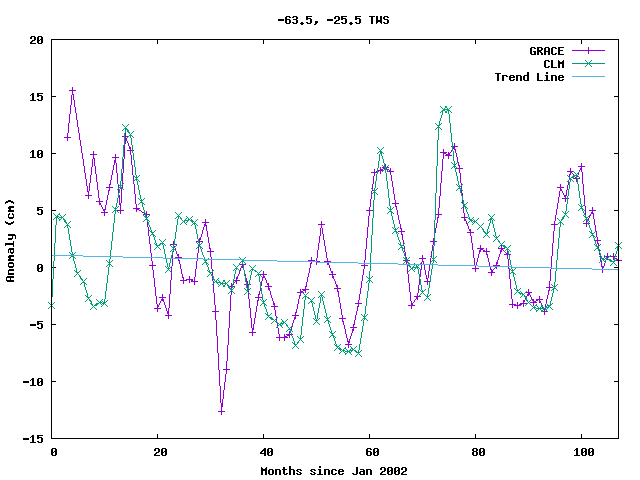 -63.5, -25.5 TWS
GRACE
CLM
Trend Line
20
15
10
5
0
-5
-10
-15
Anomaly (cm)
0 20 40 60 80 100
Months since Jan 2002